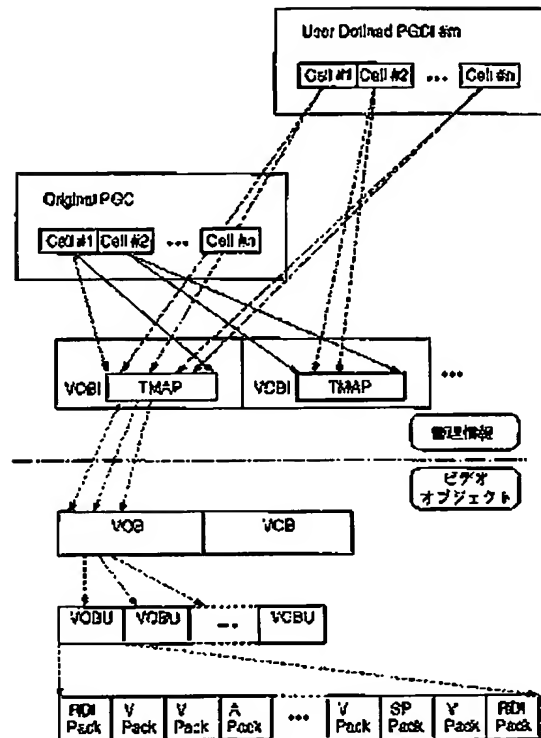 User Defined PGCI #m
Cell #1 Cell #2 ••• Cell #n
Original PGC
Cell #1 Cell #2 ••• Cell #n
VOBI TMAP VOBI TMAP •••
管理情報
ビデオ
オブジェクト
VOB VOB
VOBU VOBU ••• VOBU
RDI Pack V Pack V Pack A Pack ••• V Pack SP Pack V Pack RDI Pack